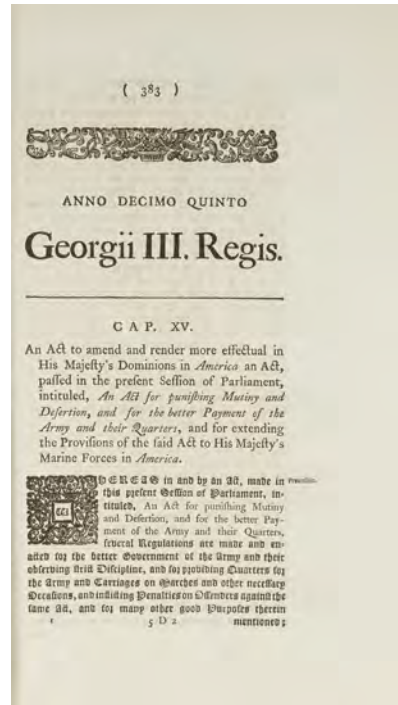 ( 383 )
ANNO DECIMO QUINTO
Georgii III. Regis.
CAP. XV.
An Act to amend and render more effectual in
His Majeſty's Dominions in America an Act,
paſſed in the preſent Seſſion of Parliament,
intituled, An Act for puniſhing Mutiny and
Deſertion, and for the better Payment of the
Army and their Quarters, and for extending
the Proviſions of the ſaid Act to His Majeſty's
Marine Forces in America.
WHEREAS in and by an Act, made in
this preſent Seſſion of Parliament, in-
tituled, An Act for puniſhing Mutiny
and Deſertion, and for the better Pay-
ment of the Army and their Quarters,
ſeveral Regulations are made and en-
acted for the better Government of the Army and their
obſerving ſtrict Diſcipline, and for providing Quarters for
the Army and Carriages on Marches and other neceſſary
Occaſions, and inflicting Penalties on Offenders againſt the
ſame Act, and for many other good Purpoſes therein
1 5 D 2 mentioned;